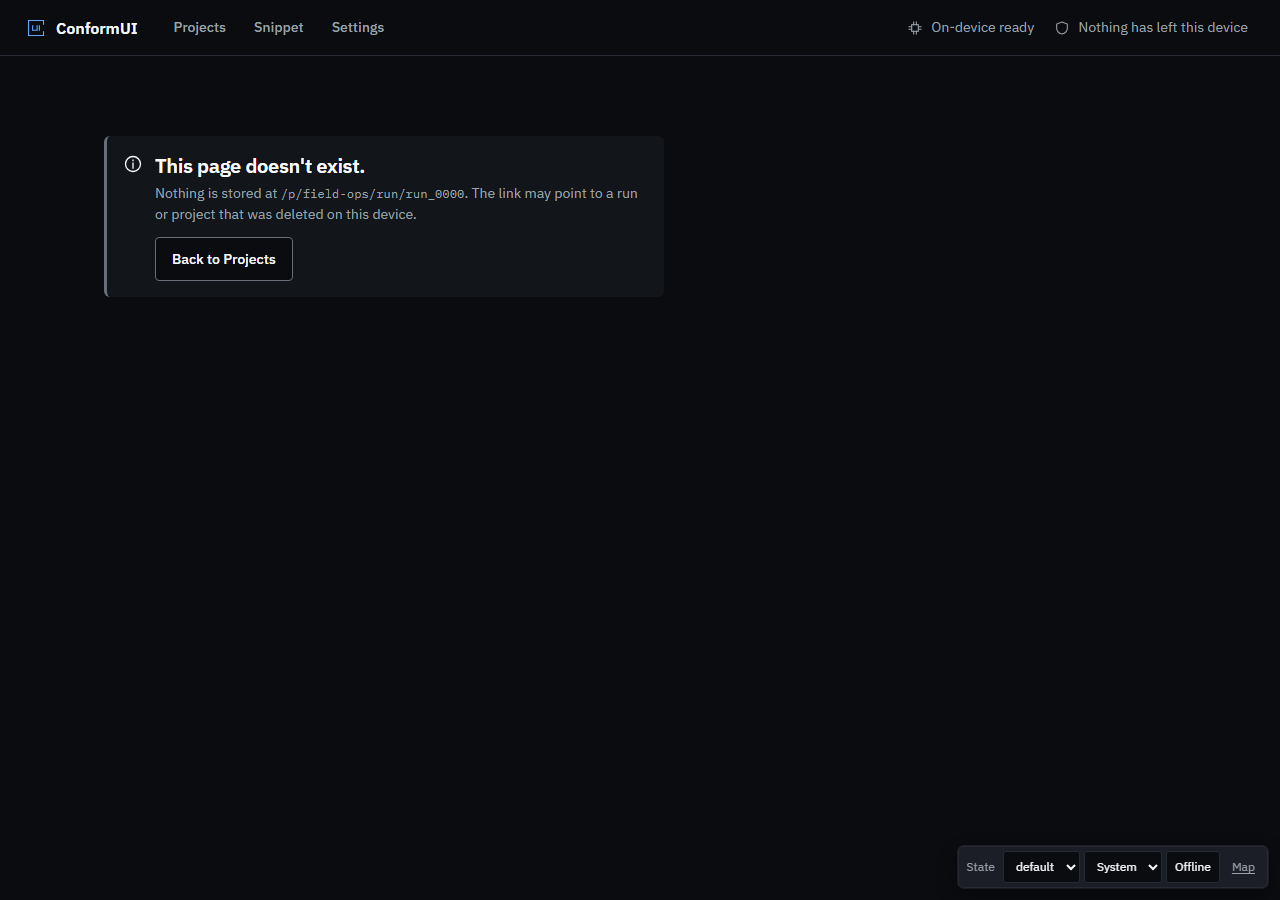 UI ConformUI Projects Snippet Settings On-device ready Nothing has left this device
This page doesn't exist.
Nothing is stored at /p/field-ops/run/run_0000. The link may point to a run
or project that was deleted on this device.
Back to Projects
State default System Offline Map